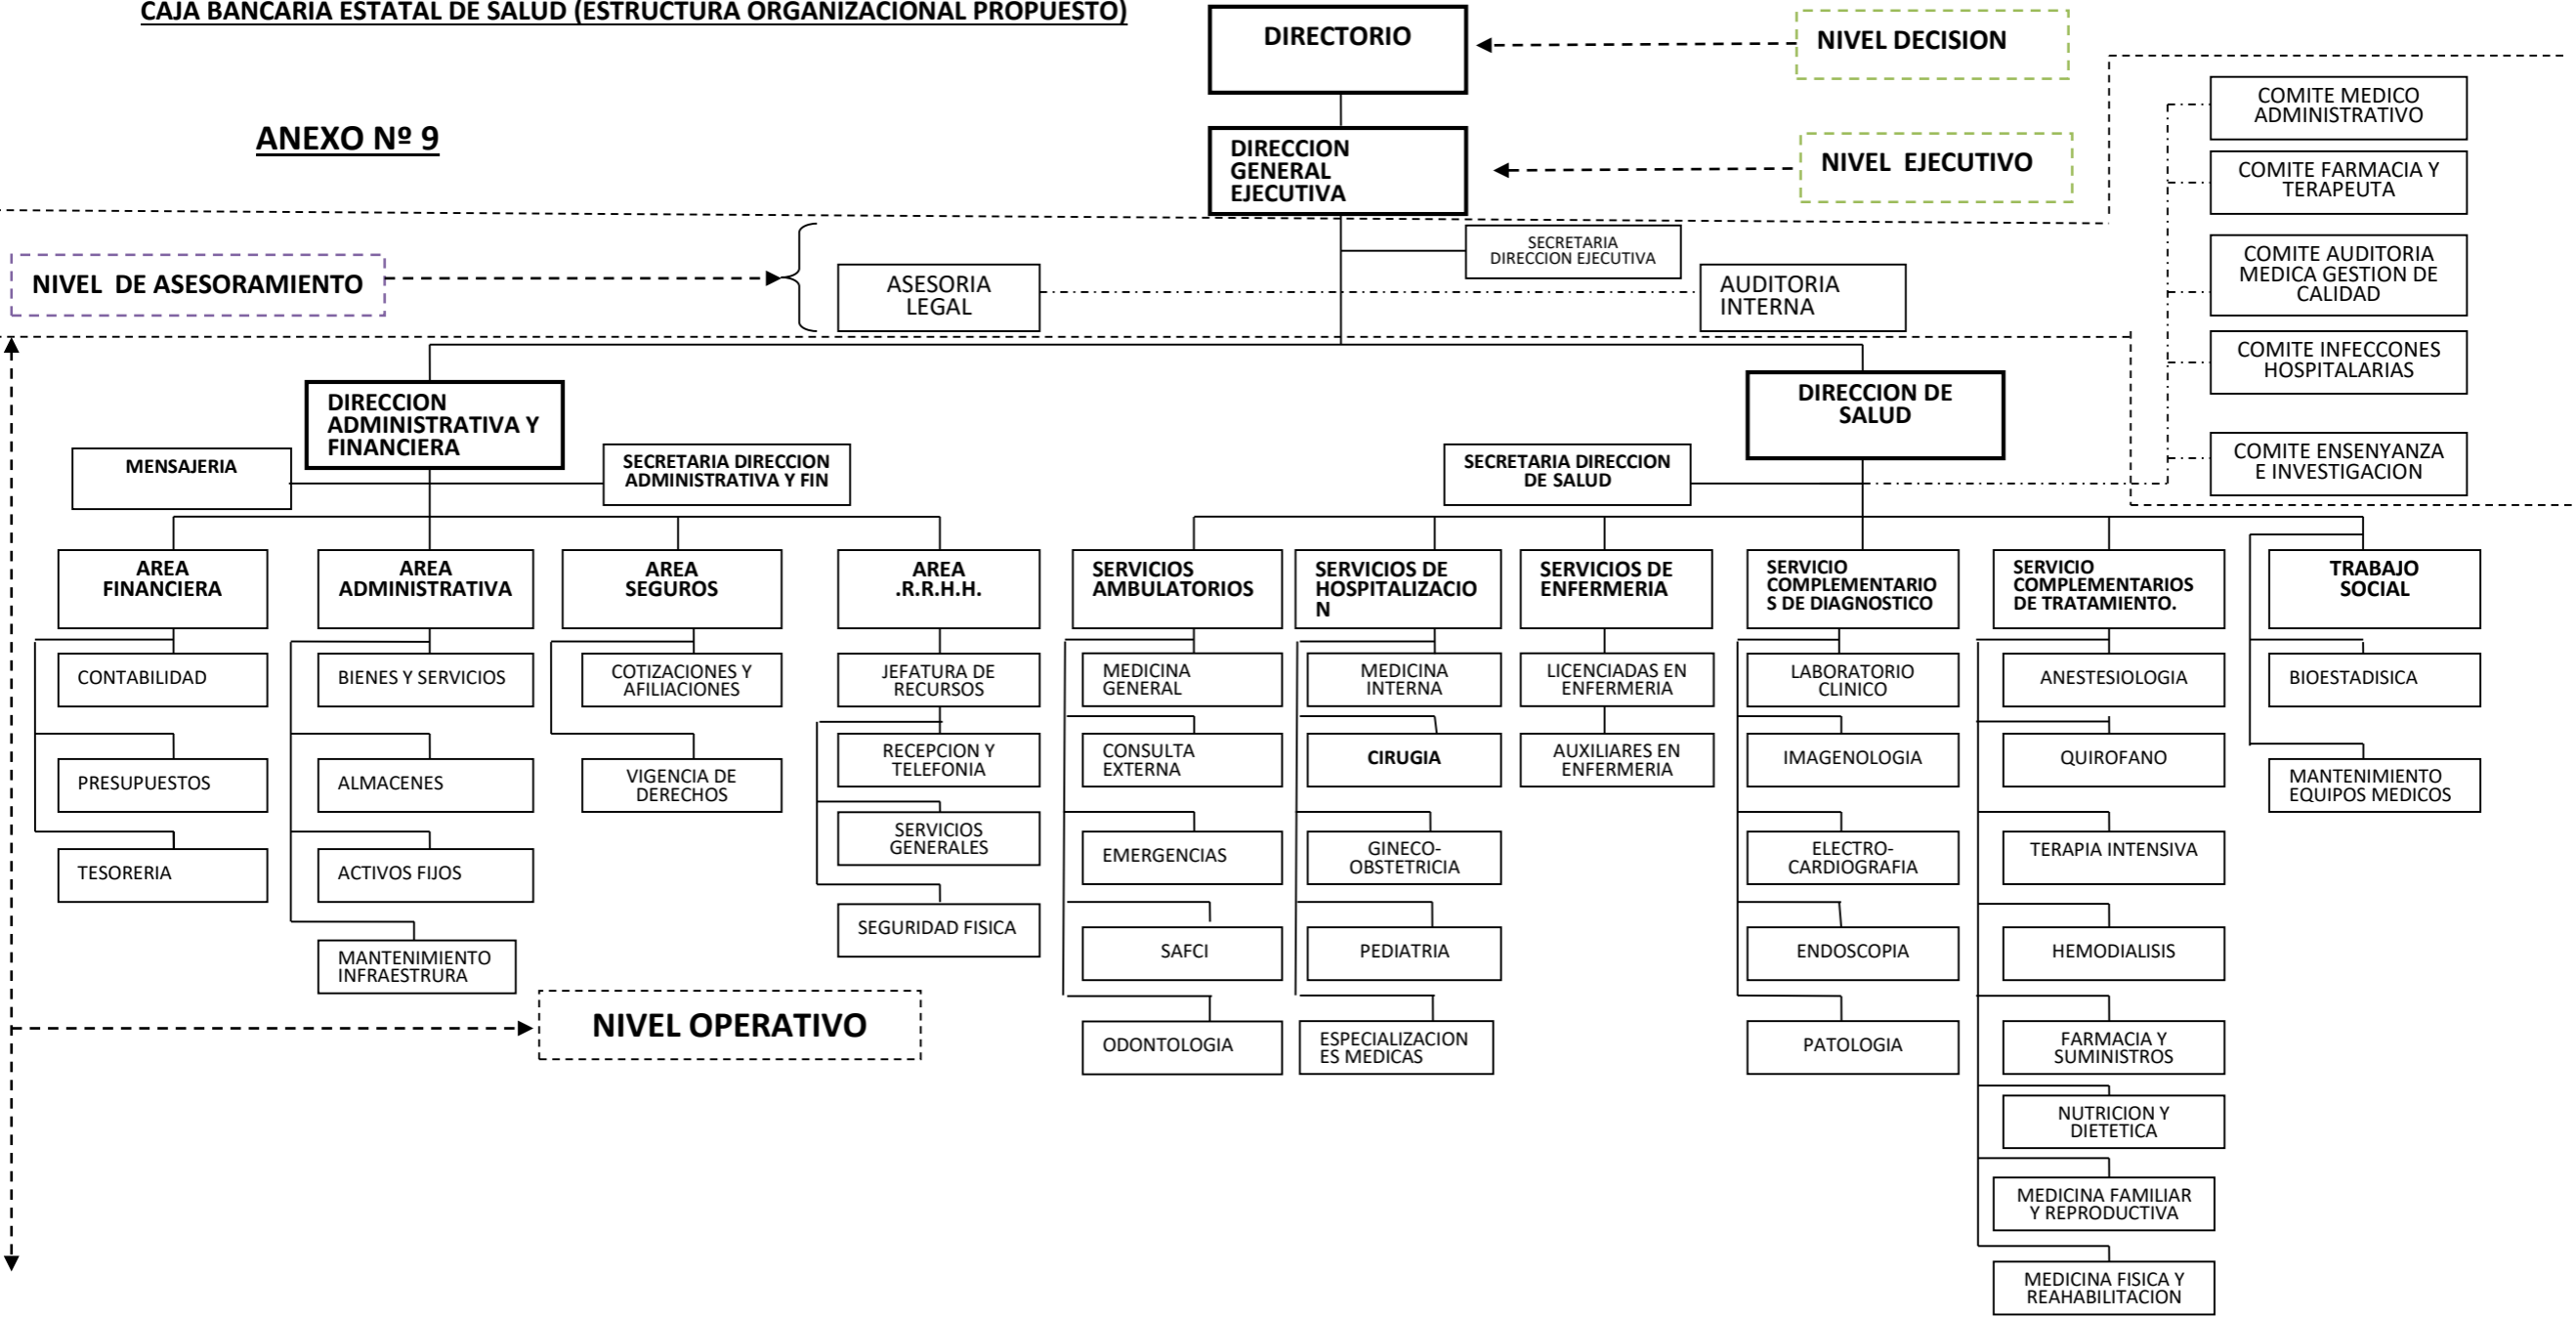 CAJA BANCARIA ESTATAL DE SALUD (ESTRUCTURA ORGANIZACIONAL PROPUESTO)
DIRECTORIO
NIVEL DECISION
ANEXO Nº 9
DIRECCION
GENERAL
EJECUTIVA
NIVEL EJECUTIVO
COMITE MEDICO
ADMINISTRATIVO
COMITE FARMACIA Y
TERAPEUTA
COMITE AUDITORIA
MEDICA GESTION DE
CALIDAD
COMITE INFECCONES
HOSPITALARIAS
COMITE ENSENYANZA
E INVESTIGACION
NIVEL DE ASESORAMIENTO
ASESORIA
LEGAL
SECRETARIA
DIRECCION EJECUTIVA
AUDITORIA
INTERNA
DIRECCION
ADMINISTRATIVA Y
FINANCIERA
DIRECCION DE
SALUD
MENSAJERIA
SECRETARIA DIRECCION
ADMINISTRATIVA Y FIN
SECRETARIA DIRECCION
DE SALUD
AREA
FINANCIERA
CONTABILIDAD
PRESUPUESTOS
TESORERIA
AREA
ADMINISTRATIVA
BIENES Y SERVICIOS
ALMACENES
ACTIVOS FIJOS
MANTENIMIENTO
INFRAESTRURA
AREA
SEGUROS
COTIZACIONES Y
AFILIACIONES
VIGENCIA DE
DERECHOS
AREA
.R.R.H.H.
JEFATURA DE
RECURSOS
RECEPCION Y
TELEFONIA
SERVICIOS
GENERALES
SEGURIDAD FISICA
SERVICIOS
AMBULATORIOS
MEDICINA
GENERAL
CONSULTA
EXTERNA
EMERGENCIAS
SAFCI
ODONTOLOGIA
SERVICIOS DE
HOSPITALIZACIO
N
MEDICINA
INTERNA
CIRUGIA
GINECO-
OBSTETRICIA
PEDIATRIA
ESPECIALIZACION
ES MEDICAS
SERVICIOS DE
ENFERMERIA
LICENCIADAS EN
ENFERMERIA
AUXILIARES EN
ENFERMERIA
SERVICIO
COMPLEMENTARIO
S DE DIAGNOSTICO
LABORATORIO
CLINICO
IMAGENOLOGIA
ELECTRO-
CARDIOGRAFIA
ENDOSCOPIA
PATOLOGIA
SERVICIO
COMPLEMENTARIOS
DE TRATAMIENTO.
ANESTESIOLOGIA
QUIROFANO
TERAPIA INTENSIVA
HEMODIALISIS
FARMACIA Y
SUMINISTROS
NUTRICION Y
DIETETICA
MEDICINA FAMILIAR
Y REPRODUCTIVA
MEDICINA FISICA Y
REAHABILITACION
TRABAJO
SOCIAL
BIOESTADISICA
MANTENIMIENTO
EQUIPOS MEDICOS
NIVEL OPERATIVO